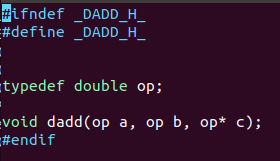 #ifndef _DADD_H_
#define _DADD_H_
typedef double op;
void dadd(op a, op b, op* c);
#endif